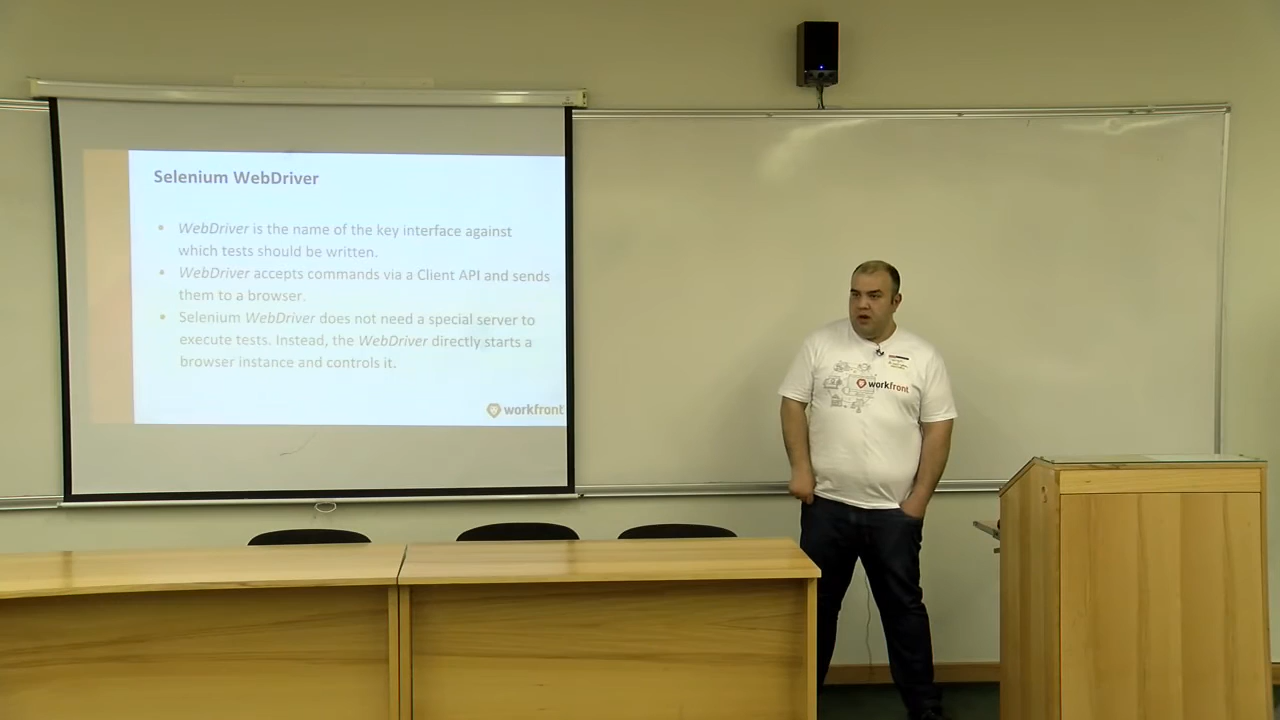 Selenium WebDriver
• WebDriver is the name of the key interface against
which tests should be written.
• WebDriver accepts commands via a Client API and sends
them to a browser.
• Selenium WebDriver does not need a special server to
execute tests. Instead, the WebDriver directly starts a
browser instance and controls it.
workfront
workfront